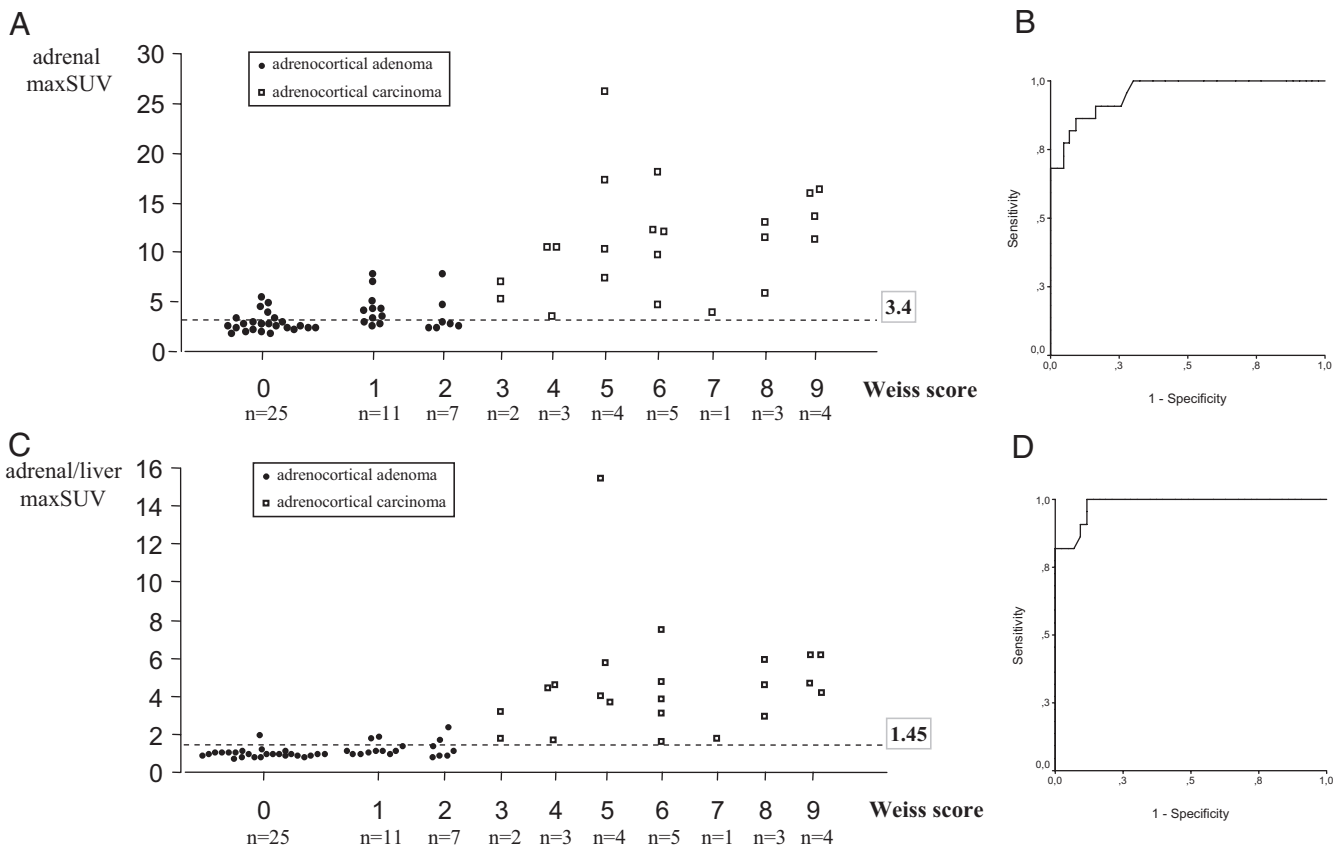 A
adrenal
maxSUV
30
25
20
15
10
5
0
adrenocortical adenoma
adrenocortical carcinoma
3.4
0 1 2 3 4 5 6 7 8 9 Weiss score
n=25 n=11 n=7 n=2 n=3 n=4 n=5 n=1 n=3 n=4
B
1,0
,8
,5
,3
0,0
Sensitivity
0,0 ,3 ,5 ,8 1,0
1 - Specificity
C
adrenal/liver
maxSUV
16
14
12
10
8
6
4
2
0
adrenocortical adenoma
adrenocortical carcinoma
1.45
0 1 2 3 4 5 6 7 8 9 Weiss score
n=25 n=11 n=7 n=2 n=3 n=4 n=5 n=1 n=3 n=4
D
1,0
,8
,5
,3
0,0
Sensitivity
0,0 ,3 ,5 ,8 1,0
1 - Specificity